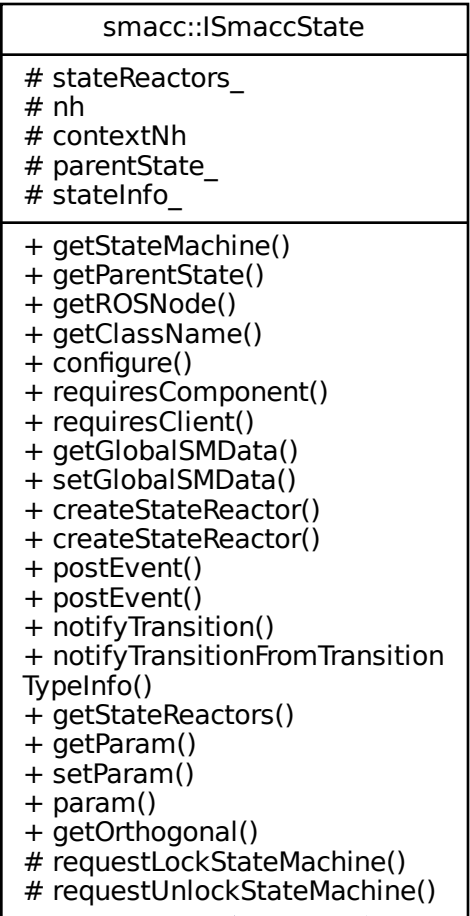 smacc::ISmaccState
# stateReactors_
# nh
# contextNh
# parentState_
# stateInfo_
+ getStateMachine()
+ getParentState()
+ getROSNode()
+ getClassName()
+ configure()
+ requiresComponent()
+ requiresClient()
+ getGlobalSMData()
+ setGlobalSMData()
+ createStateReactor()
+ createStateReactor()
+ postEvent()
+ postEvent()
+ notifyTransition()
+ notifyTransitionFromTransition
TypeInfo()
+ getStateReactors()
+ getParam()
+ setParam()
+ param()
+ getOrthogonal()
# requestLockStateMachine()
# requestUnlockStateMachine()